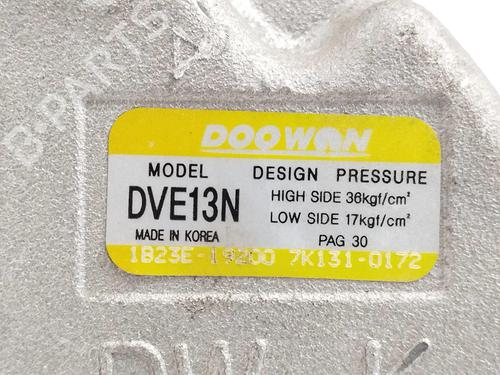 B-PARTS
DOOWON
MODEL DESIGN PRESSURE
DVE13N HIGH SIDE 36kgf/cm²
LOW SIDE 17kgf/cm²
MADE IN KOREA PAG 30
1B23E-19200 7K131-0172